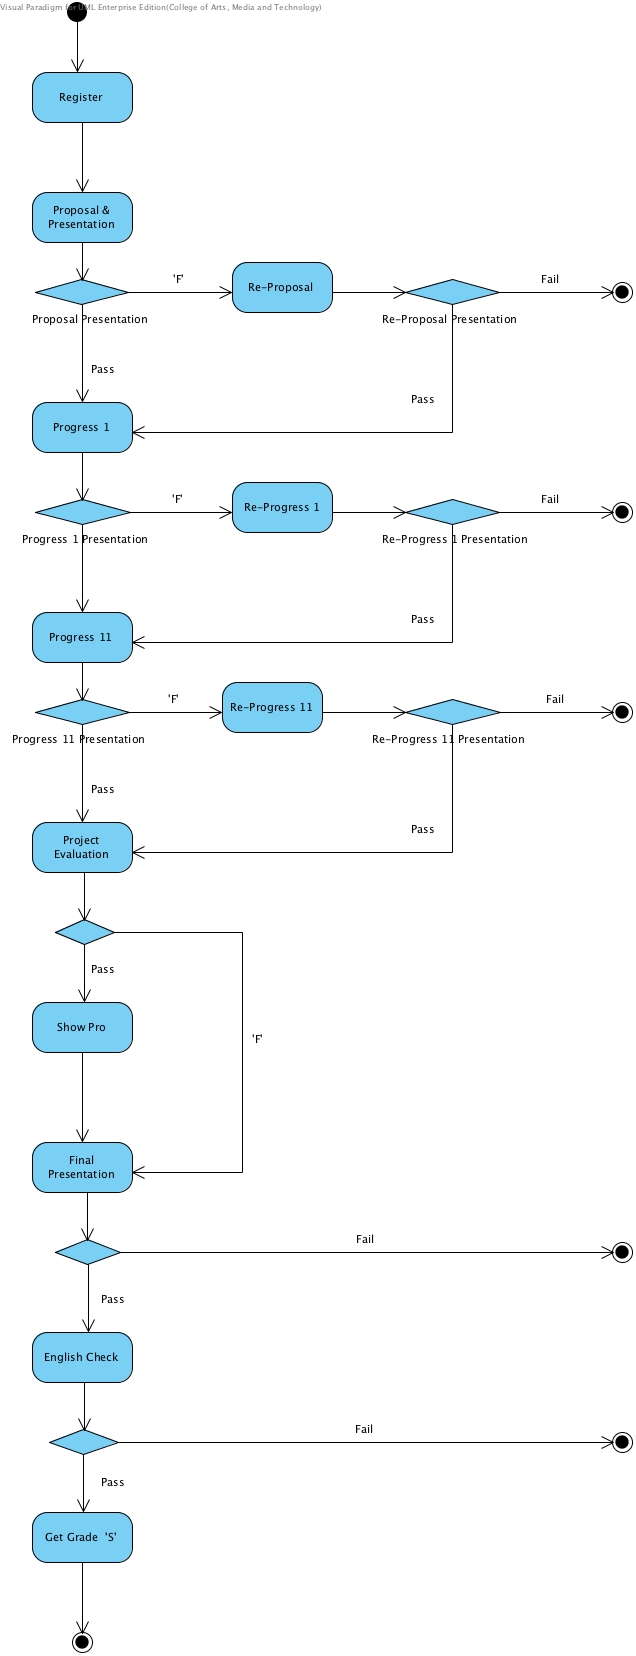 Visual Paradigm for UML Enterprise Edition(College of Arts, Media and Technology)
Register
Proposal &
Presentation
'F'
Re-Proposal
Fail
Proposal Presentation
Re-Proposal Presentation
Pass
Pass
Progress 1
'F'
Re-Progress 1
Fail
Progress 1 Presentation
Re-Progress 1 Presentation
Pass
Progress 11
'F'
Re-Progress 11
Fail
Progress 11 Presentation
Re-Progress 11 Presentation
Pass
Pass
Project
Evaluation
Pass
Show Pro
'F'
Final
Presentation
Fail
Pass
English Check
Fail
Pass
Get Grade 'S'